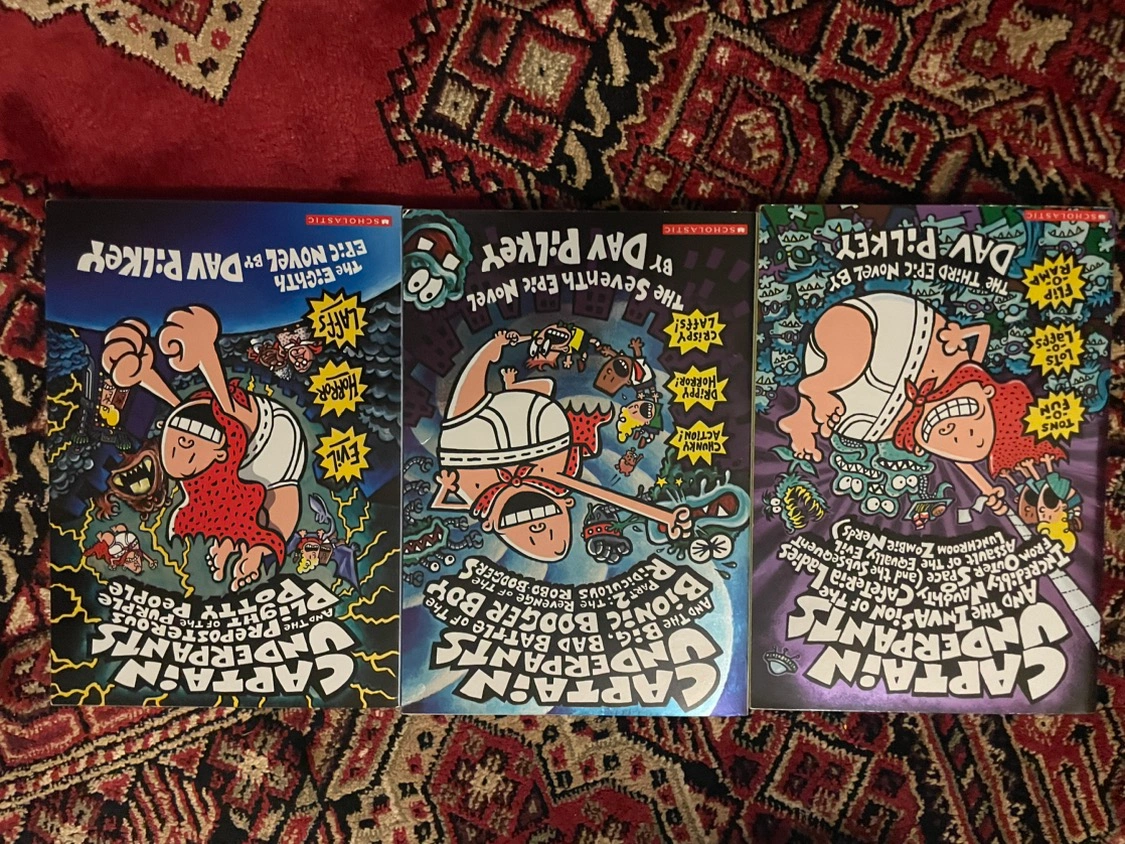 CAPTAIN
UNDERPANTS
AND THE INVASION OF THE
INCREDIBLY NAUGHTY CAFETERIA LADIES
FROM OUTER SPACE (AND THE SUBSEQUENT
ASSAULT OF THE EQUALLY EVIL
LUNCHROOM ZOMBIE NERDS)
TONS
-O-
FUN
LOTS
-O-
LAFFS
FLIP
-O-
RAMA
THE THIRD EPIC NOVEL BY
DAV PILKEY
SCHOLASTIC
CAPTAIN
UNDERPANTS
AND THE BIG, BAD BATTLE OF THE
BIONIC BOOGER BOY
PART 2: THE REVENGE OF THE
RIDICULOUS ROBO-BOOGERS
CHUNKY
ACTION!
DRIPPY
HORROR!
CRISPY
LAFFS!
THE SEVENTH EPIC NOVEL
BY DAV PILKEY
SCHOLASTIC
CAPTAIN
UNDERPANTS
AND THE PREPOSTEROUS
PLIGHT OF THE PURPLE
POTTY PEOPLE
EVIL
HORROR
LAFFS
THE EIGHTH
EPIC NOVEL BY DAV PILKEY
SCHOLASTIC